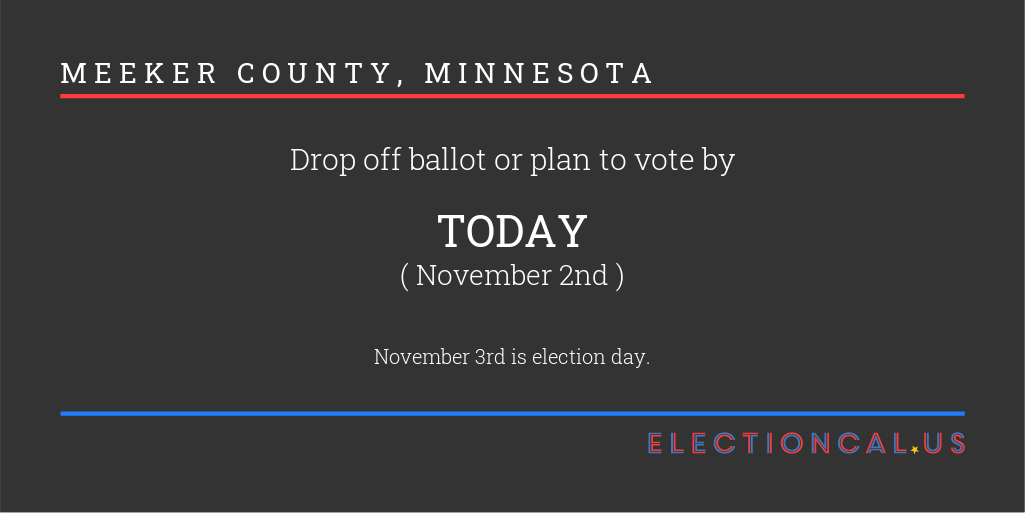 MEEKER COUNTY, MINNESOTA
Drop off ballot or plan to vote by
TODAY
( November 2nd )
November 3rd is election day.
ELECTIONCAL.US